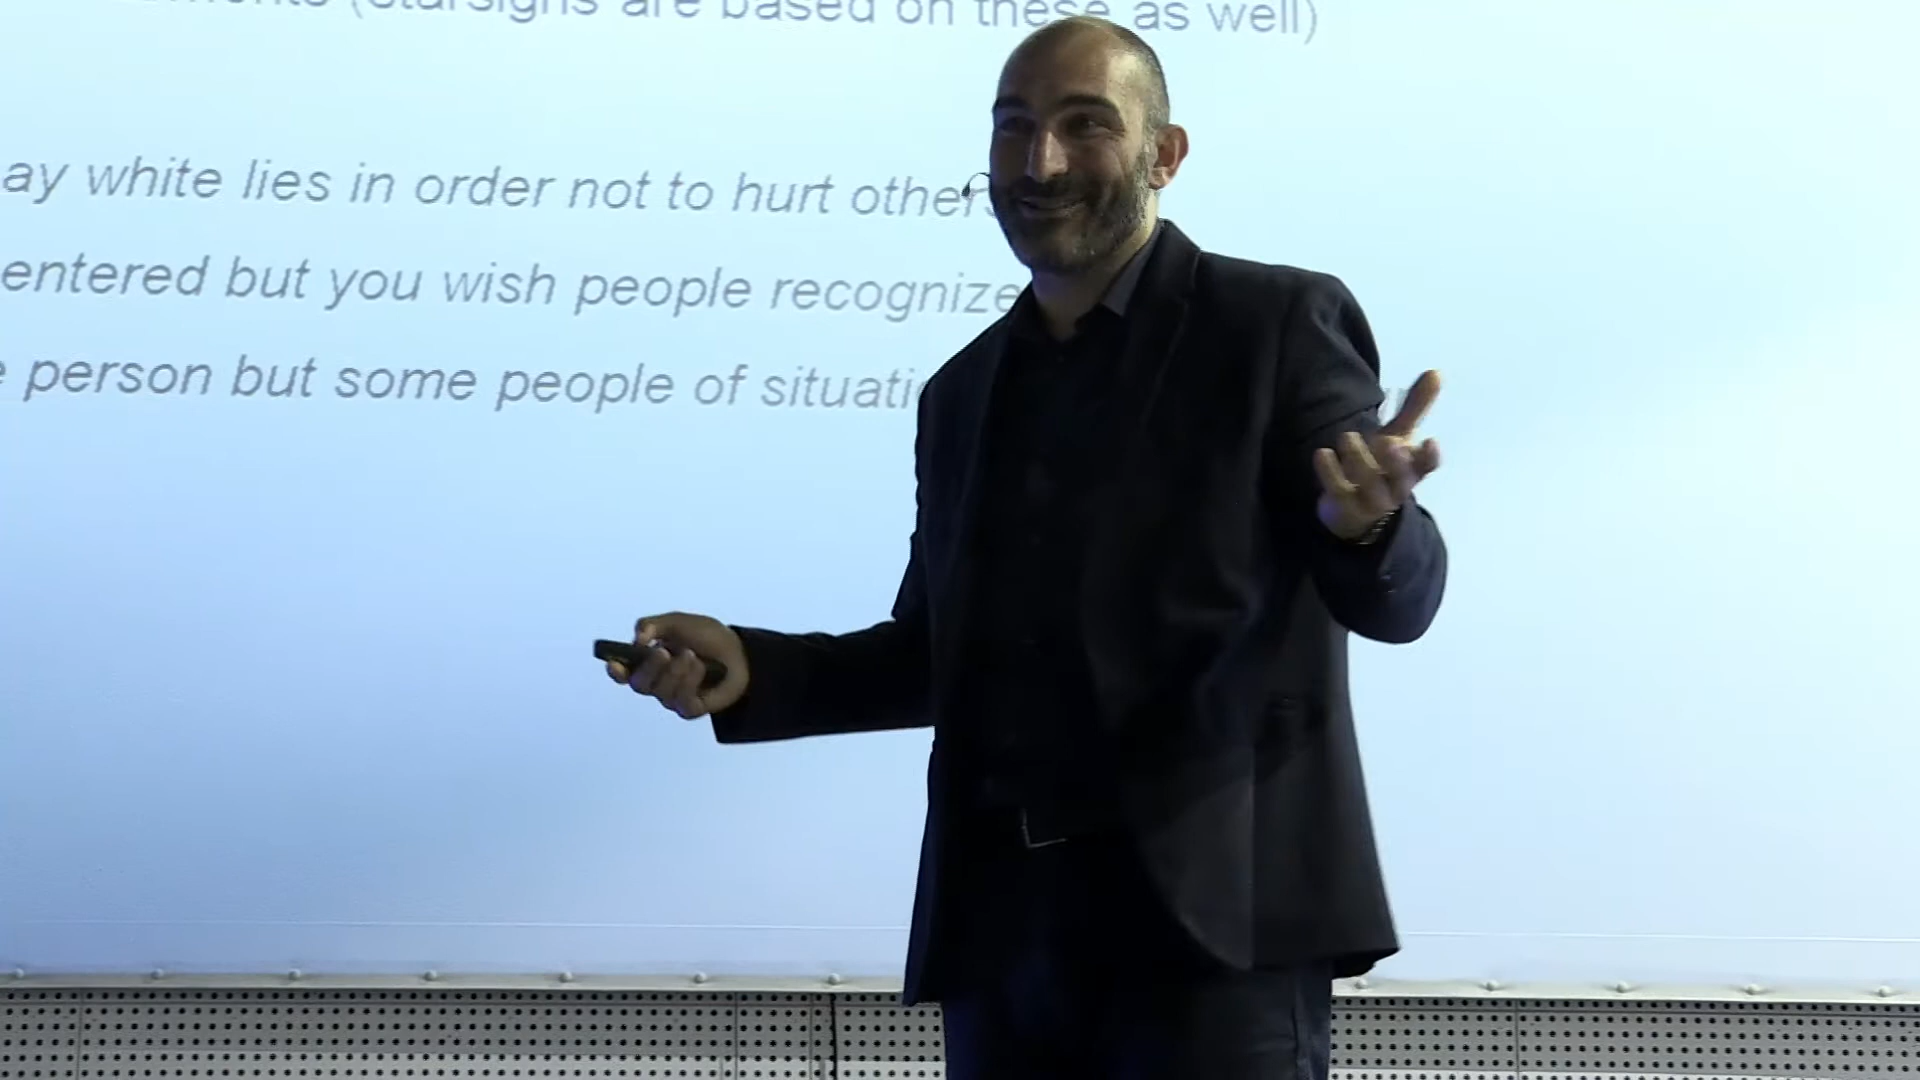 (starsigns are based on these as well)
ay white lies in order not to hurt others
entered but you wish people recognize
person but some people of situati